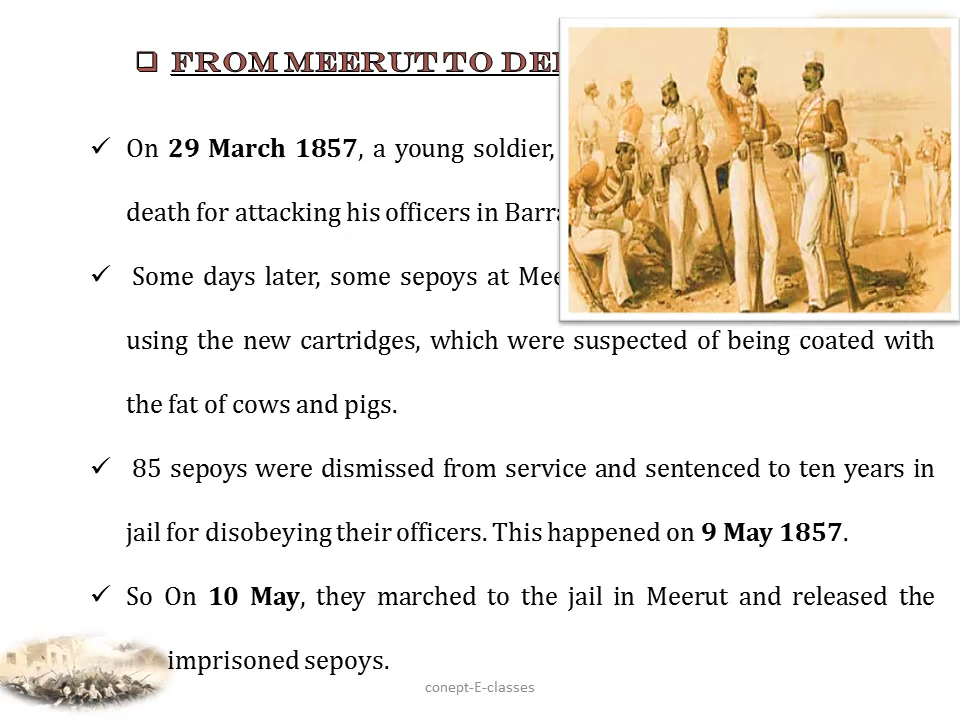 FROM MEERUT TO
On 29 March 1857, a young soldier,
death for attacking his officers in
Some days later, some sepoys at
using the new cartridges, which were suspected of being coated with
the fat of cows and pigs.
85 sepoys were dismissed from service and sentenced to ten years in
jail for disobeying their officers. This happened on 9 May 1857.
So On 10 May, they marched to the jail in Meerut and released the
imprisoned sepoys.
conept-E-classes